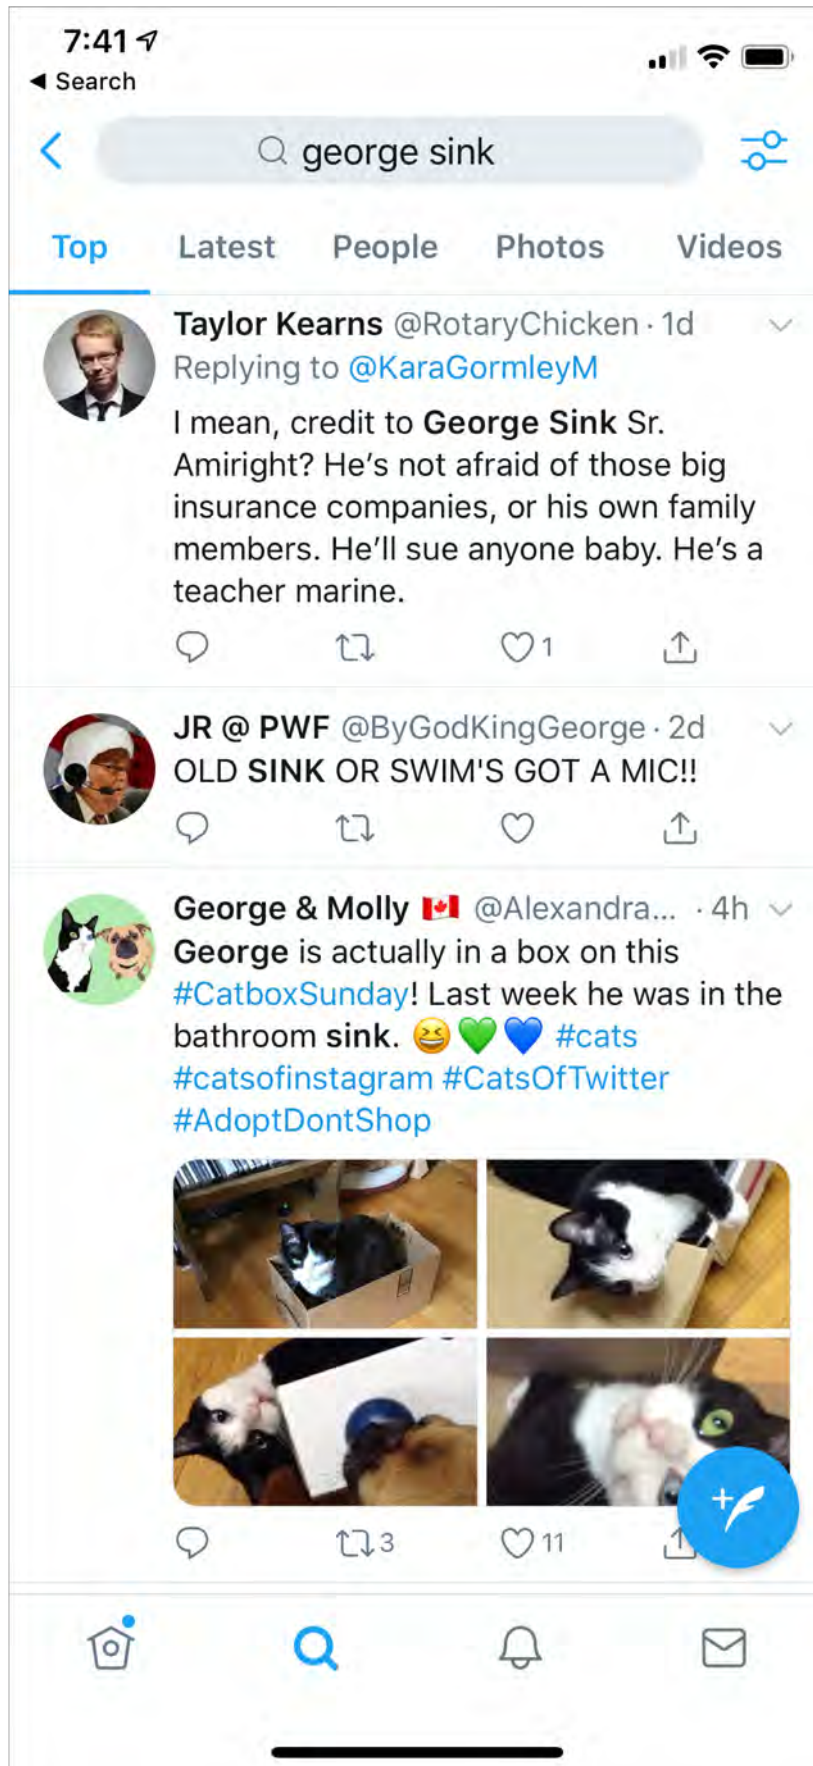 7:41
◀ Search
george sink
Top Latest People Photos Videos
Taylor Kearns @RotaryChicken · 1d
Replying to @KaraGormleyM
I mean, credit to George Sink Sr.
Amiright? He's not afraid of those big
insurance companies, or his own family
members. He'll sue anyone baby. He's a
teacher marine.
1
JR @ PWF @ByGodKingGeorge · 2d
OLD SINK OR SWIM'S GOT A MIC!!
George & Molly 🇨🇦 @Alexandra... · 4h
George is actually in a box on this
#CatboxSunday! Last week he was in the
bathroom sink. 😆💚💙 #cats
#catsofinstagram #CatsOfTwitter
#AdoptDontShop
3 11